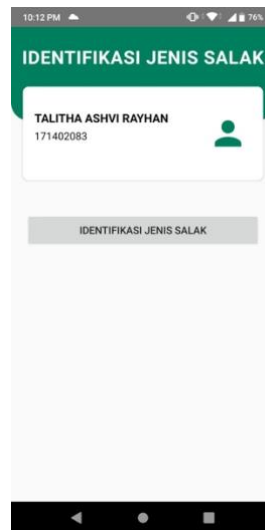 10:12 PM 76%
IDENTIFIKASI JENIS SALAK
TALITHA ASHVI RAYHAN
171402083
IDENTIFIKASI JENIS SALAK